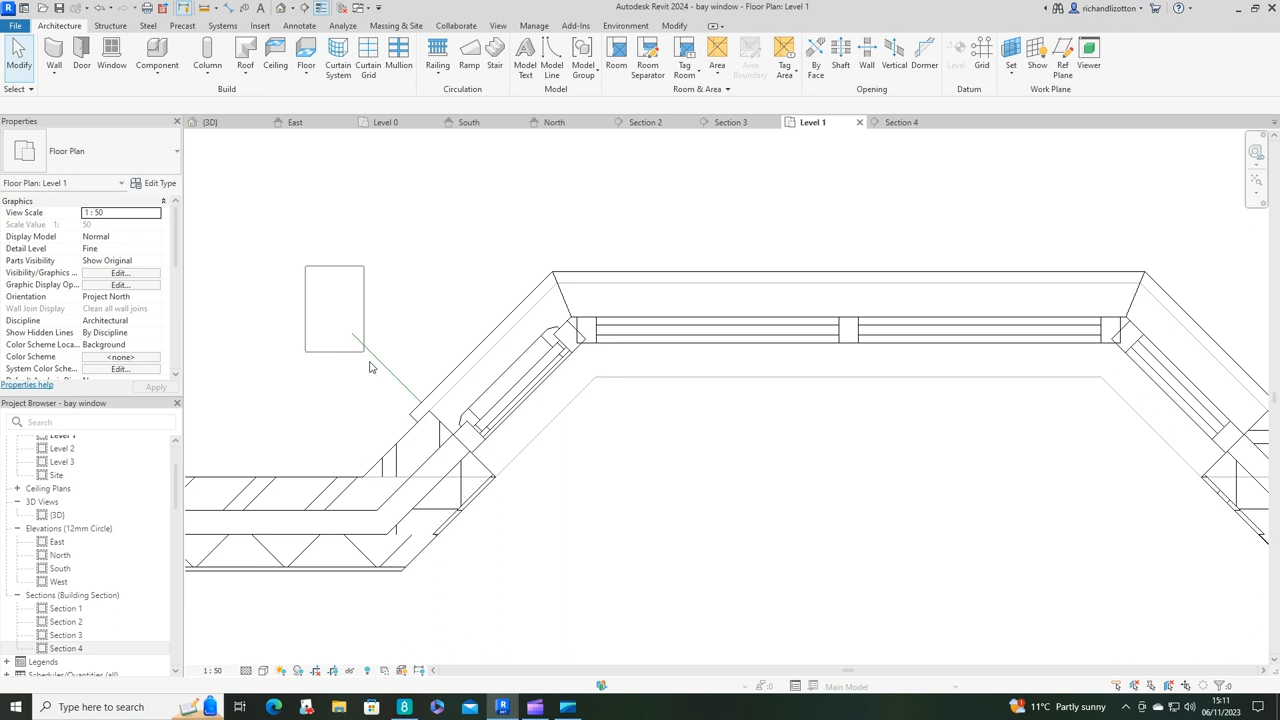 Autodesk Revit 2024 - bay window - Floor Plan: Level 1
richandlizotton
File Architecture Structure Steel Precast Systems Insert Annotate Analyze Massing & Site Collaborate View Manage Add-Ins Environment Modify
Modify Wall Door Window Component Column Roof Ceiling Floor Curtain System Curtain Grid Mullion Railing Ramp Stair Model Text Model Line Model Group Room Room Separator Tag Room Area Area Boundary Tag Area By Face Shaft Wall Vertical Dormer Level Grid Set Show Ref Plane Viewer
Select Build Circulation Model Room & Area Opening Datum Work Plane
Properties
{3D} East Level 0 South North Section 2 Section 3 Level 1 Section 4
Floor Plan
Floor Plan: Level 1 Edit Type
Graphics
View Scale 1 : 50
Scale Value 1: 50
Display Model Normal
Detail Level Fine
Parts Visibility Show Original
Visibility/Graphics ... Edit...
Graphic Display Op... Edit...
Orientation Project North
Wall Join Display Clean all wall joins
Discipline Architectural
Show Hidden Lines By Discipline
Color Scheme Loca... Background
Color Scheme <none>
System Color Sche... Edit...
Properties help Apply
Project Browser - bay window
Search
Level 1
Level 2
Level 3
Site
Ceiling Plans
3D Views
{3D}
Elevations (12mm Circle)
East
North
South
West
Sections (Building Section)
Section 1
Section 2
Section 3
Section 4
Legends
Schedules/Quantities (all)
1 : 50
:0 Main Model :0
Type here to search
11°C Partly sunny
15:11
06/11/2023